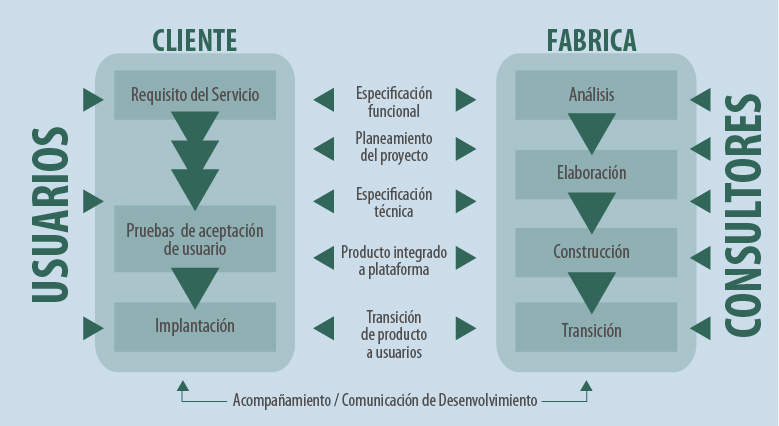 CLIENTE
FABRICA
USUARIOS
CONSULTORES
Requisito del Servicio
Pruebas de aceptación
de usuario
Implantación
Especificación
funcional
Planeamiento
del proyecto
Especificación
técnica
Producto integrado
a plataforma
Transición
de producto
a usuarios
Análisis
Elaboración
Construcción
Transición
Acompañamiento / Comunicación de Desenvolvimiento